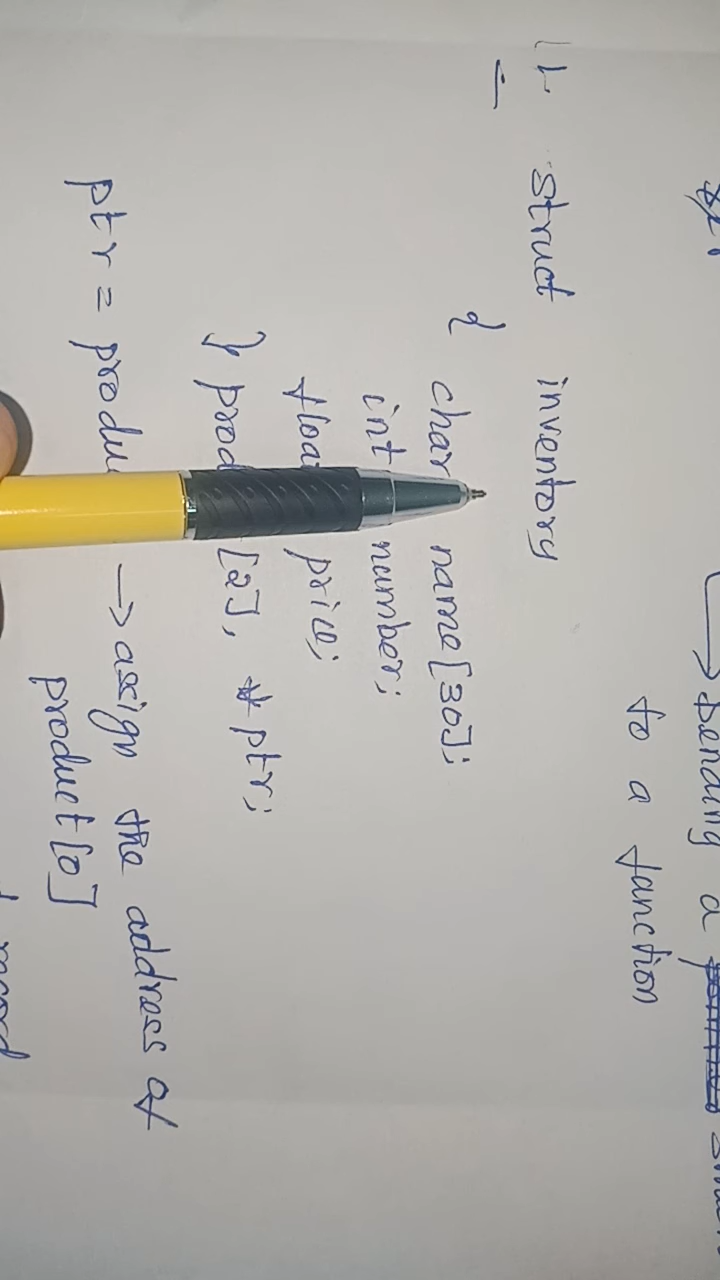 → Sending a
to a function
11 struct inventory
{ char name[30];
int number;
price;
} [2], *ptr;
ptr = → assign the address of
product[0]